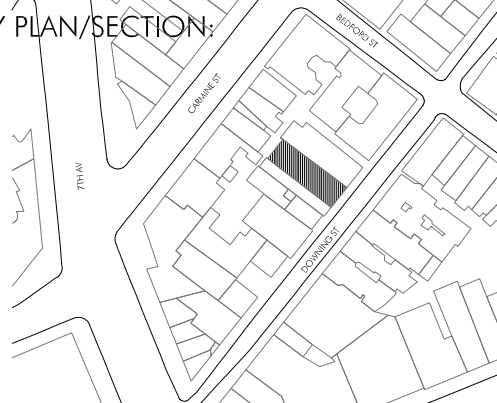 Y PLAN/SECTION:
BEDFORD ST
CARMINE ST
7TH AV
DOWNING ST